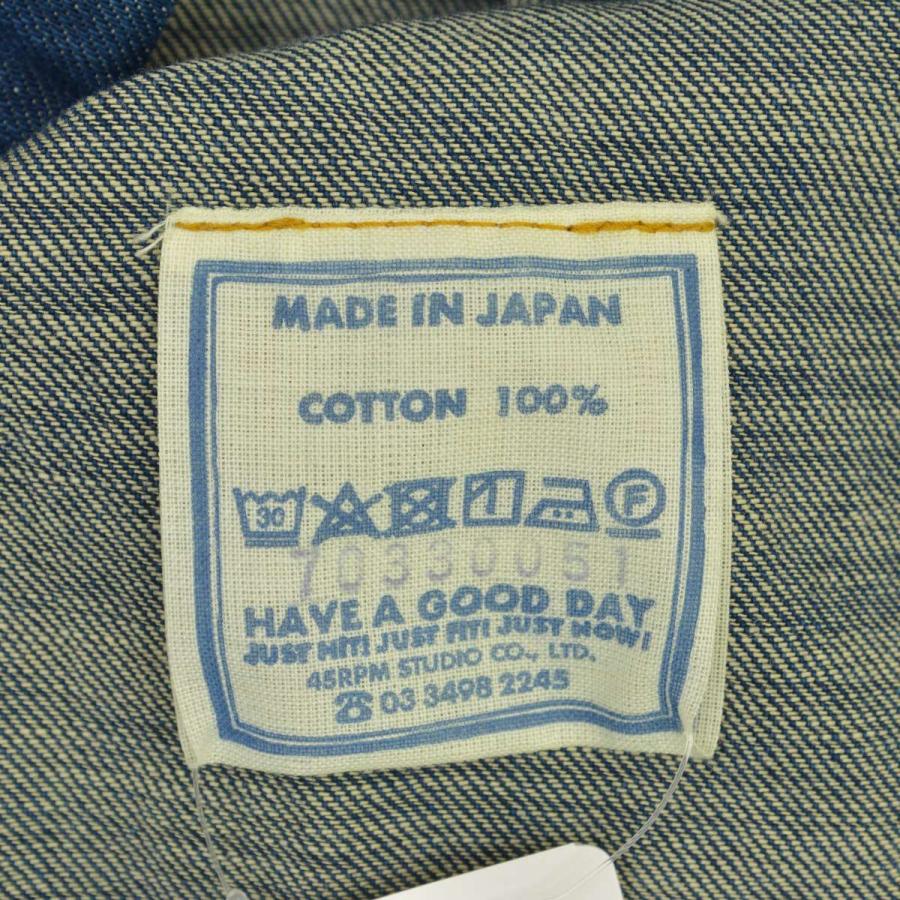 MADE IN JAPAN
COTTON 100%
30 F
70330051
HAVE A GOOD DAY
JUST HIT! JUST FIT! JUST NOW!
45RPM STUDIO CO., LTD.
☎ 03 3498 2245